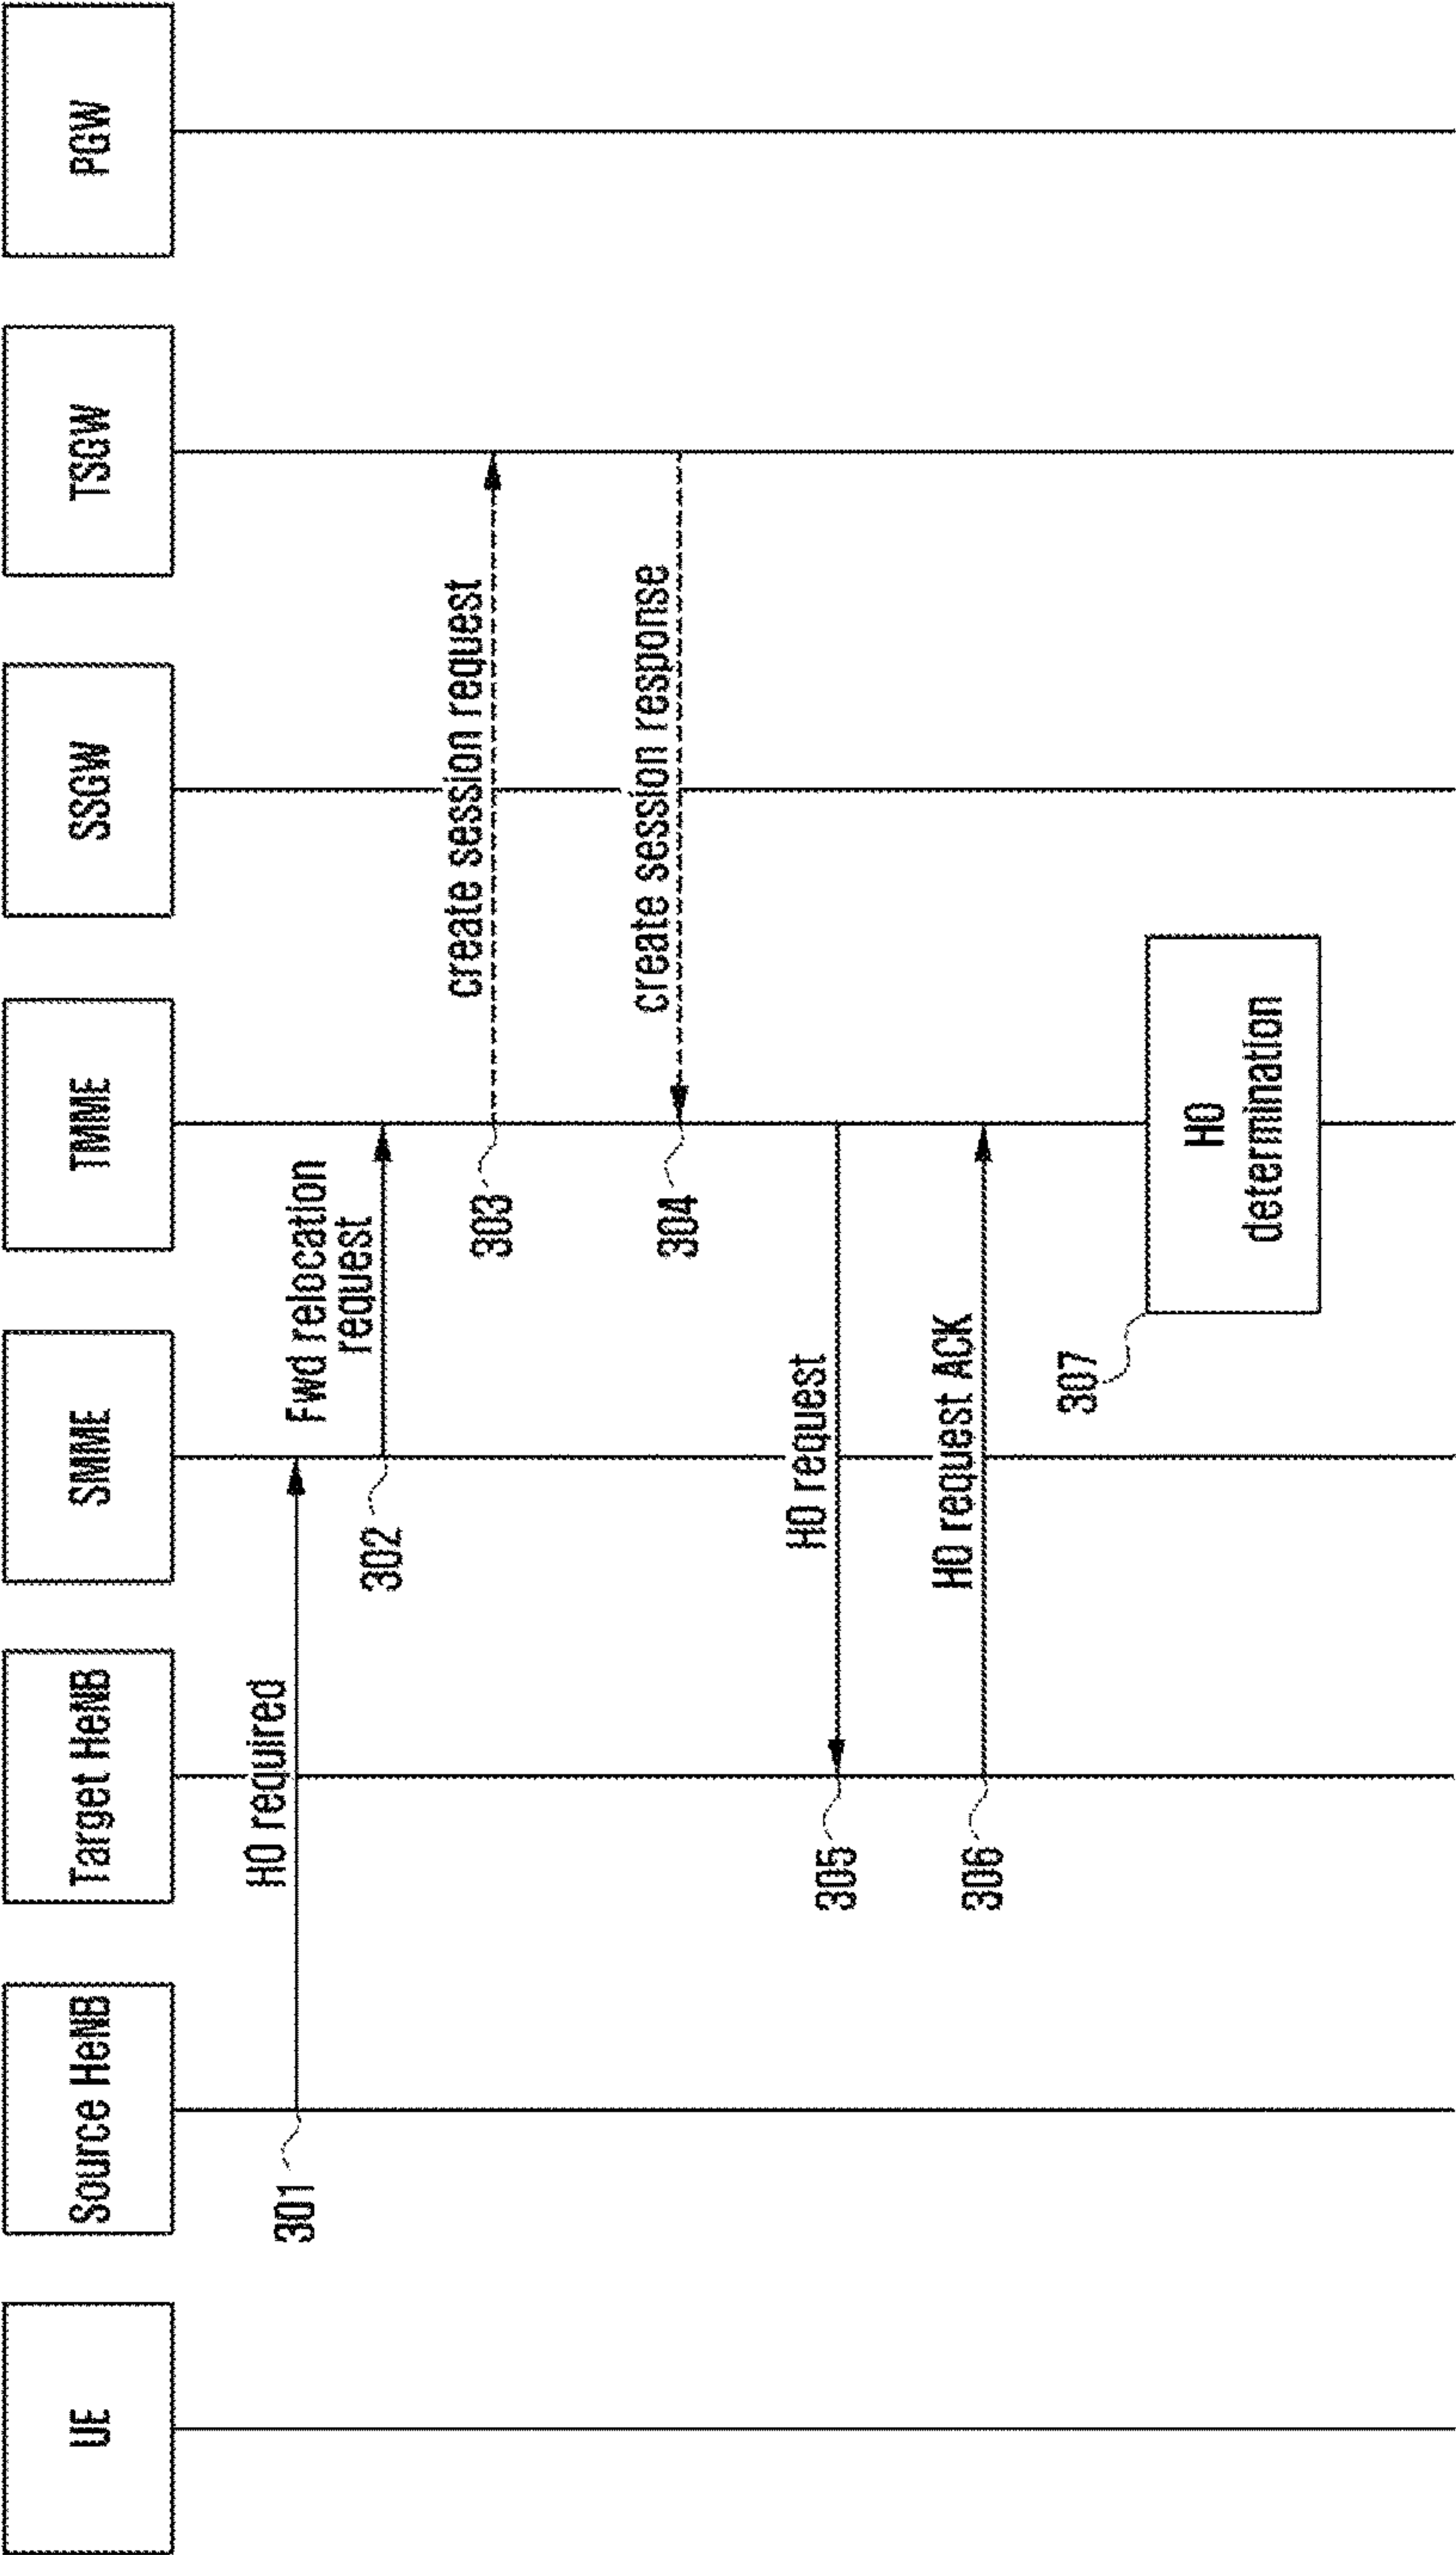 UE
Source HeNB
Target HeNB
SMME
TMME
SSGW
TSGW
PGW
HO required
301
Fwd relocation
request
302
create session request
303
create session response
304
HO request
305
HO request ACK
306
307
HO
determination